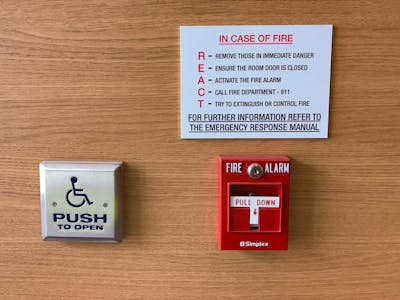 IN CASE OF FIRE
R - REMOVE THOSE IN IMMEDIATE DANGER
E - ENSURE THE ROOM DOOR IS CLOSED
A - ACTIVATE THE FIRE ALARM
C - CALL FIRE DEPARTMENT - 911
T - TRY TO EXTINGUISH OR CONTROL FIRE
FOR FURTHER INFORMATION REFER TO
THE EMERGENCY RESPONSE MANUAL
PUSH
TO OPEN
FIRE ALARM
PULL DOWN
Simplex